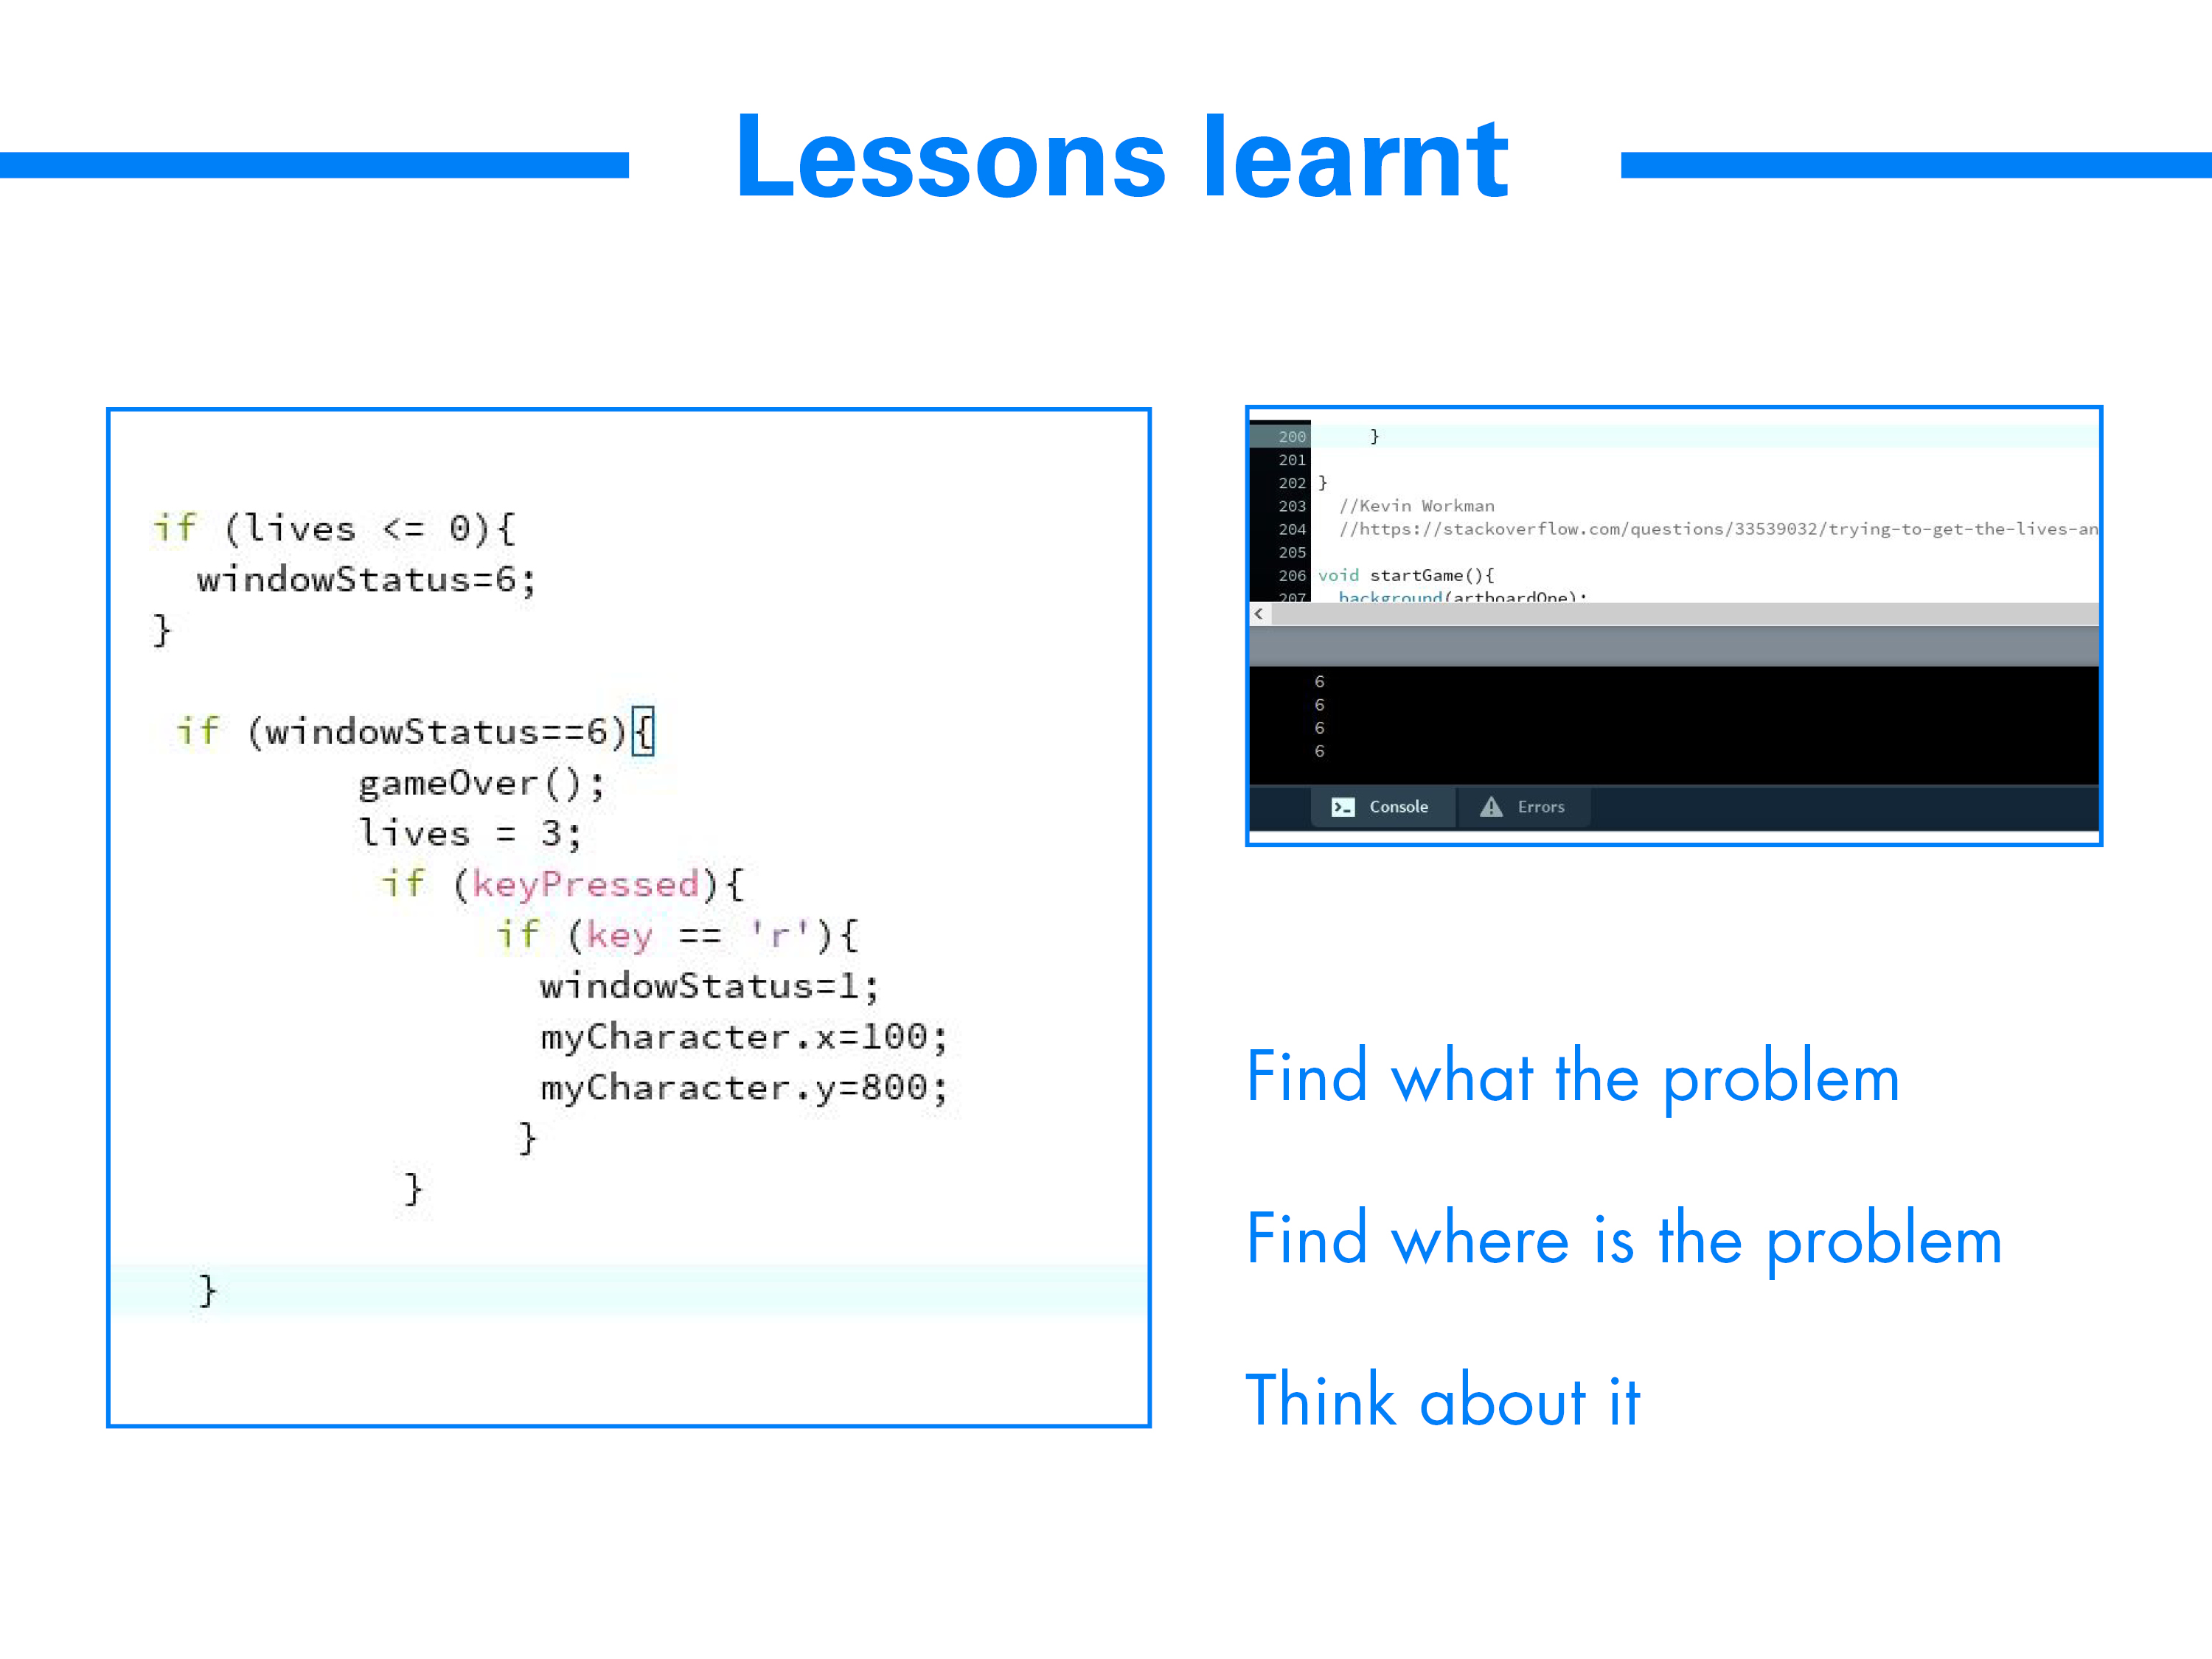 Lessons learnt
if (lives <= 0){
windowStatus=6;
}
if (windowStatus==6){
gameOver();
lives = 3;
if (keyPressed){
if (key == 'r'){
windowStatus=1;
myCharacter.x=100;
myCharacter.y=800;
}
}
}
200 }
201
202 }
203 //Kevin Workman
204 //https://stackoverflow.com/questions/33539032/trying-to-get-the-lives-an
205
206 void startGame(){
207 background(artboardOne);
6
6
6
6
Console Errors
Find what the problem
Find where is the problem
Think about it